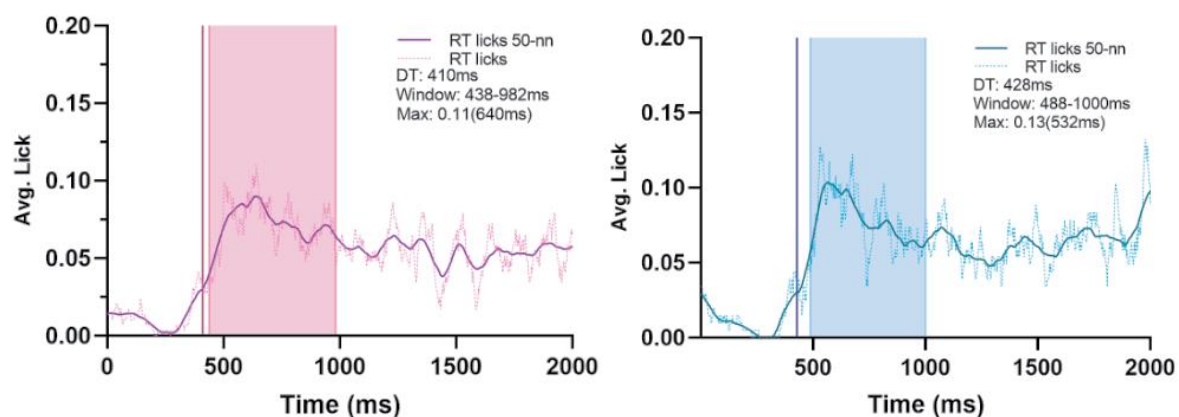 0.20
0.15
0.10
0.05
0.00
Avg. Lick
RT licks 50-nn
RT licks
DT: 410ms
Window: 438-982ms
Max: 0.11(640ms)
0 500 1000 1500 2000
Time (ms)
0.20
0.15
0.10
0.05
0.00
Avg. Lick
RT licks 50-nn
RT licks
DT: 428ms
Window: 488-1000ms
Max: 0.13(532ms)
500 1000 1500 2000
Time (ms)